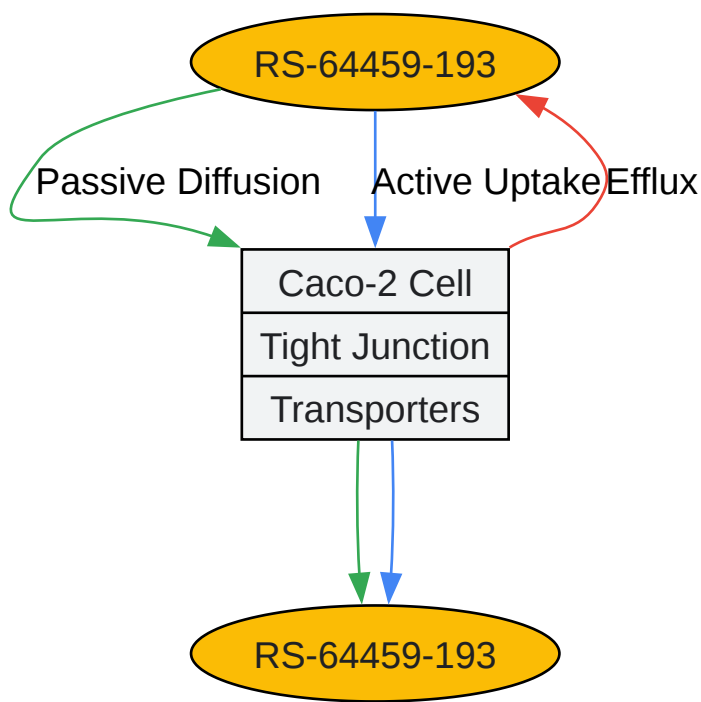 RS-64459-193
Passive Diffusion
Active Uptake
Efflux
Caco-2 Cell
Tight Junction
Transporters
RS-64459-193